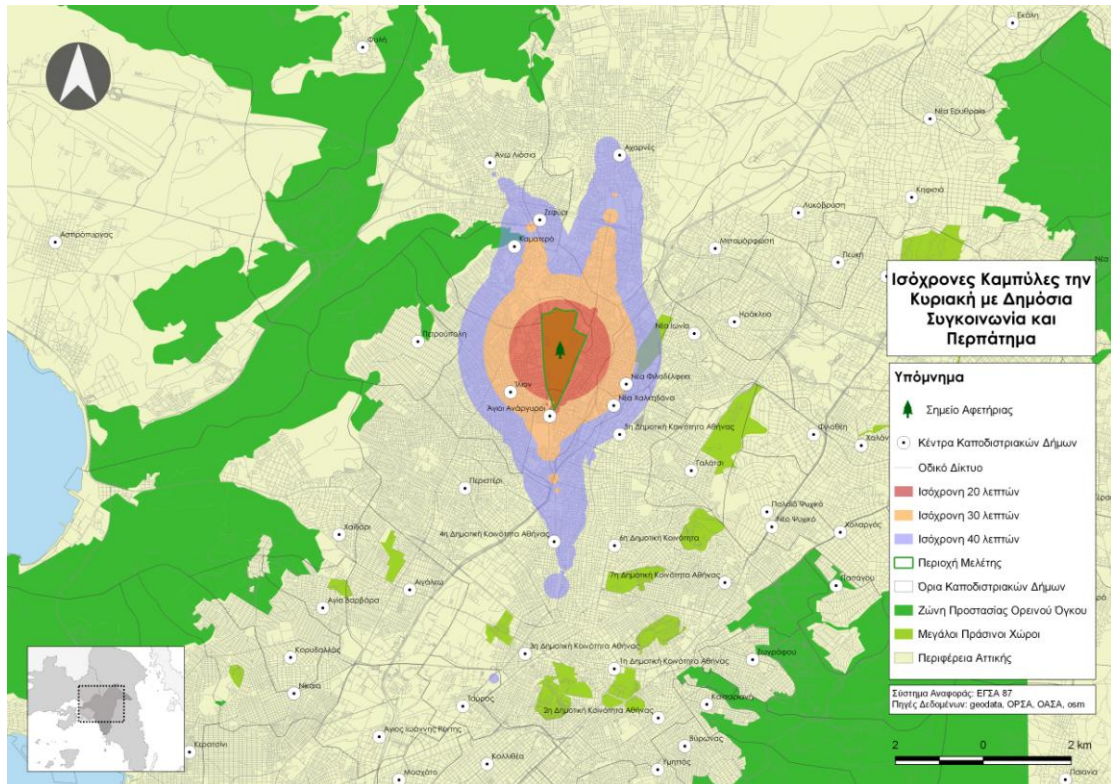 Φυλή
Εκάλη
Νέα Ερυθραία
Άνω Λιόσια
Αχαρνές
Κηφισιά
Λυκόβρυση
Ασπρόπυργος
Ζεφύρι
Καματερό
Μεταμόρφωση
Πεύκη
Νέα
Ισόχρονες Καμπύλες την
Κυριακή με Δημόσια
Συγκοινωνία και
Περπάτημα
Πετρούπολη
Νέα Ιωνία
Ηράκλειο
Ίλιον
Νέα Φιλαδέλφεια
Άγιοι Ανάργυροι
Νέα Χαλκηδόνα
5η Δημοτική Κοινότητα Αθήνας
Φιλοθέη
Γαλάτσι
Περιστέρι
Παλαιό Ψυχικό
Νέο Ψυχικό
Χολαργός
Χαϊδάρι
4η Δημοτική Κοινότητα Αθήνας
6η Δημοτική Κοινότητα
7η Δημοτική Κοινότητα Αθήνας
Αιγάλεω
Παπάγου
Αγία Βαρβάρα
Κορυδαλλός
3η Δημοτική Κοινότητα Αθήνας
1η Δημοτική Κοινότητα Αθήνας
Ζωγράφου
Νίκαια
Ταύρος
2η Δημοτική Κοινότητα Αθήνας
Καισαριανή
Κερατσίνι
Άγιος Ιωάννης Ρέντης
Βύρωνας
Καλλιθέα
Υμηττός
Μοσχάτο
Παιανία
Υπόμνημα
Σημείο Αφετηρίας
Κέντρα Καποδιστριακών Δήμων
Οδικό Δίκτυο
Ισόχρονη 20 λεπτών
Ισόχρονη 30 λεπτών
Ισόχρονη 40 λεπτών
Περιοχή Μελέτης
Όρια Καποδιστριακών Δήμων
Ζώνη Προστασίας Ορεινού Όγκου
Μεγάλοι Πράσινοι Χώροι
Περιφέρεια Αττικής
Σύστημα Αναφοράς: ΕΓΣΑ 87
Πηγές Δεδομένων: geodata, ΟΡΣΑ, ΟΑΣΑ, osm
2 0 2 km